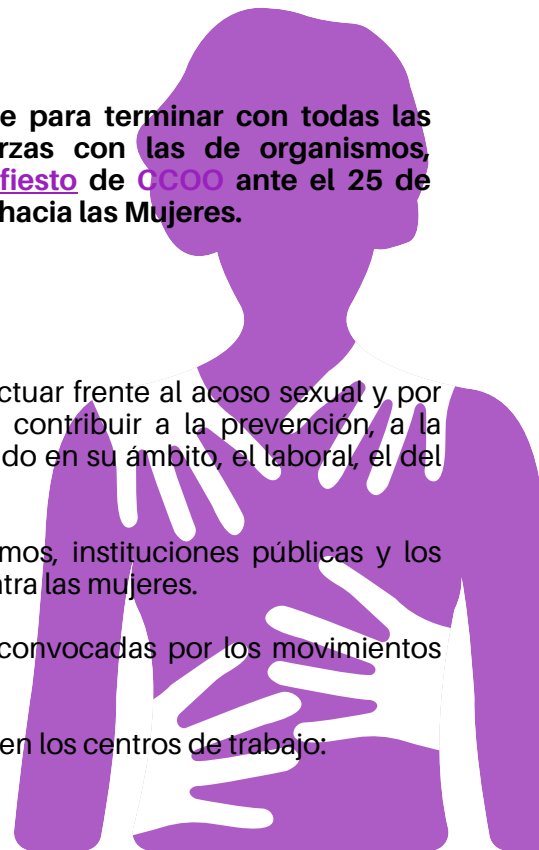 e para terminar con todas las
rzas con las de organismos,
fiesto de CCOO ante el 25 de
hacia las Mujeres.
ctuar frente al acoso sexual y por
contribuir a la prevención, a la
do en su ámbito, el laboral, el del
mos, instituciones públicas y los
tra las mujeres.
convocadas por los movimientos
en los centros de trabajo: